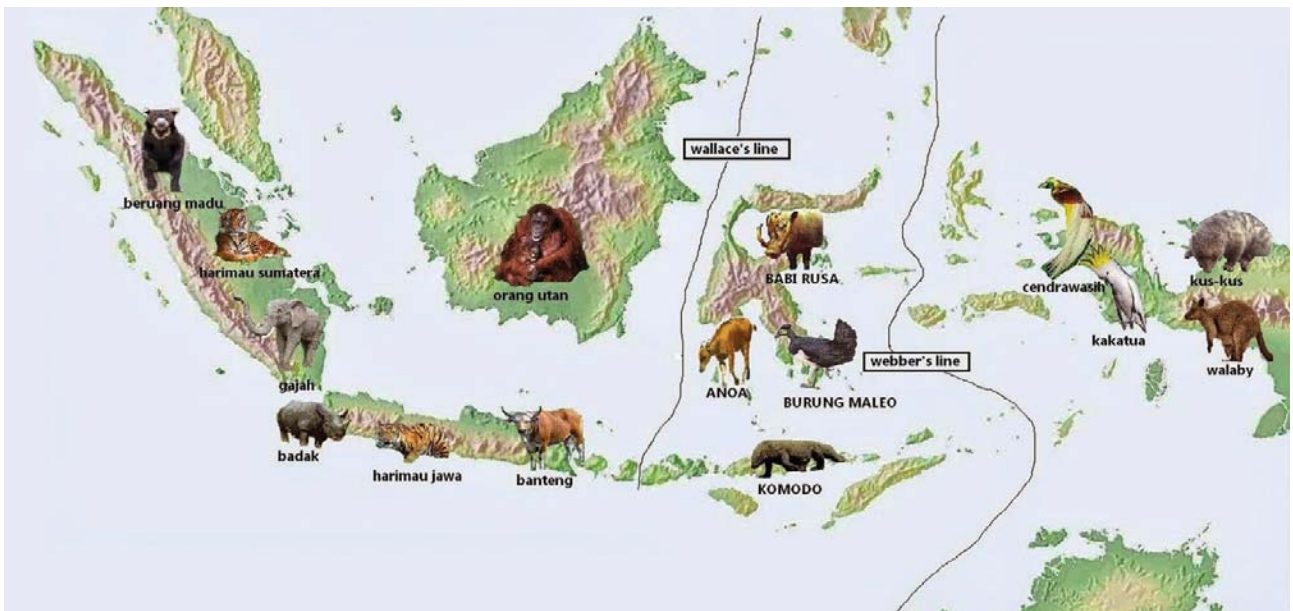 wallace's line
beruang madu
harimau sumatera
orang utan
BABI RUSA
cendrawasih
kus-kus
kakatua
webber's line
walaby
gajah
ANOA
BURUNG MALEO
badak
harimau jawa
banteng
KOMODO